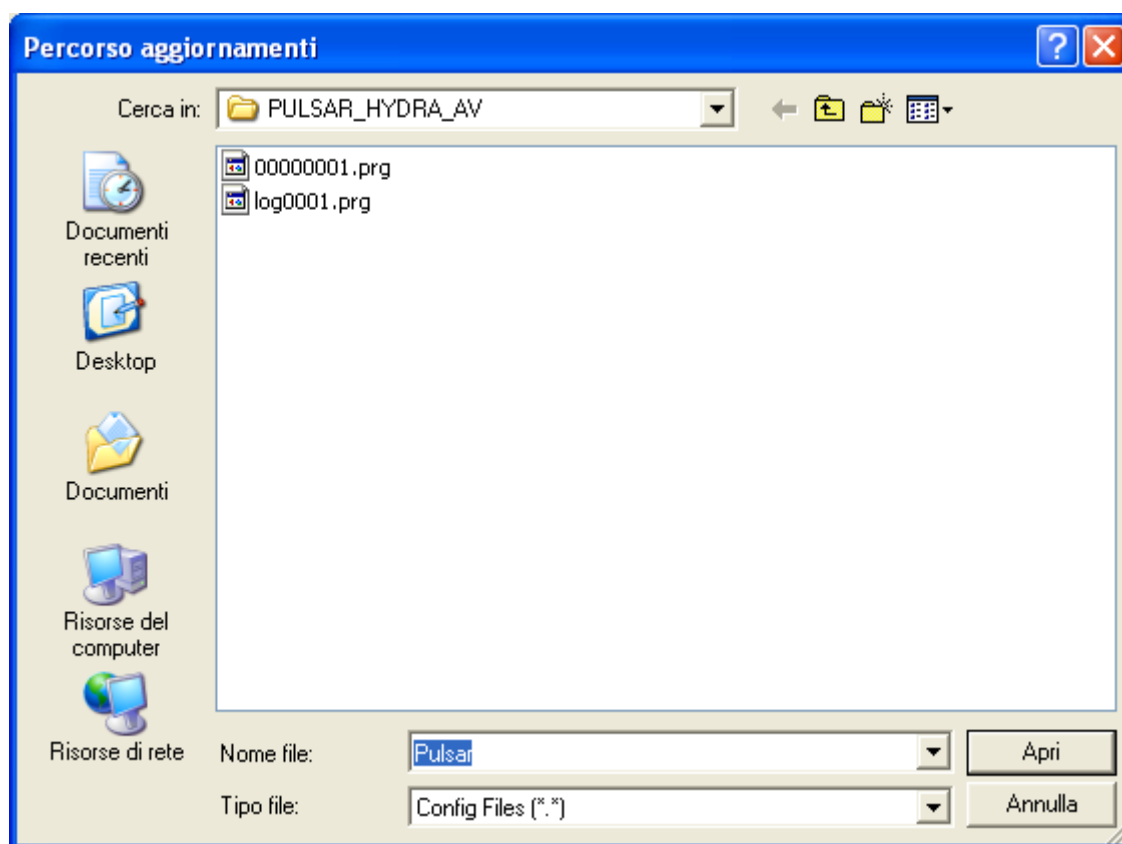 Percorso aggiornamenti
Cerca in: PULSAR_HYDRA_AV
00000001.prg
log0001.prg
Documenti
recenti
Desktop
Documenti
Risorse del
computer
Risorse di rete
Nome file: Pulsar Apri
Tipo file: Config Files (*.*) Annulla